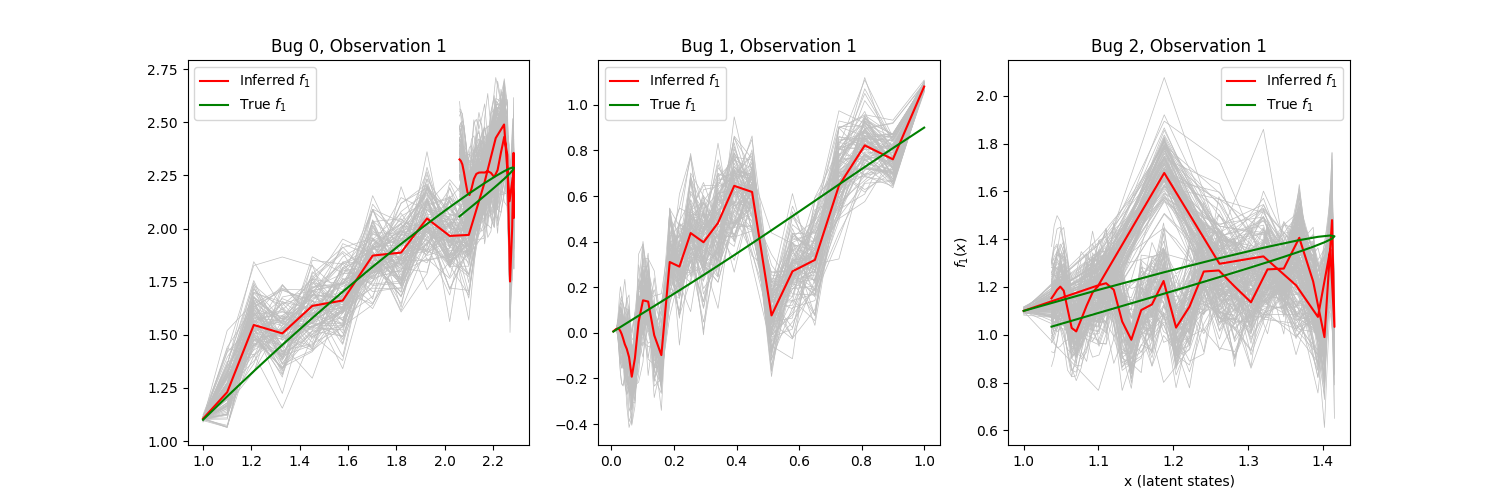 Bug 0, Observation 1
Inferred f₁
True f₁
2.75
2.50
2.25
2.00
1.75
1.50
1.25
1.00
1.0 1.2 1.4 1.6 1.8 2.0 2.2
Bug 1, Observation 1
Inferred f₁
True f₁
1.0
0.8
0.6
0.4
0.2
0.0
−0.2
−0.4
0.0 0.2 0.4 0.6 0.8 1.0
Bug 2, Observation 1
Inferred f₁
True f₁
f₁(x)
2.0
1.8
1.6
1.4
1.2
1.0
0.8
0.6
1.0 1.1 1.2 1.3 1.4
x (latent states)